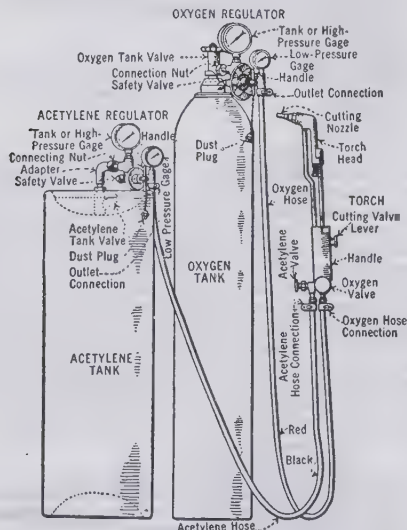 OXYGEN REGULATOR
Tank or High-
Pressure Gage
Low-Pressure
Gage
Handle
Outlet Connection
Oxygen Tank Valve
Connection Nut
Safety Valve
ACETYLENE REGULATOR
Tank or High-
Pressure Gage
Handle
Connecting Nut
Adapter
Safety Valve
Low Pressure Gage
Dust
Plug
Acetylene
Tank Valve
Dust Plug
Outlet
Connection
Cutting
Nozzle
Torch
Head
Oxygen
Hose
TORCH
Cutting Valve
Lever
Handle
Acetylene
Valve
Oxygen
Valve
Oxygen Hose
Connection
Acetylene
Hose Connection
OXYGEN
TANK
ACETYLENE
TANK
Red
Black
Acetylene Hose